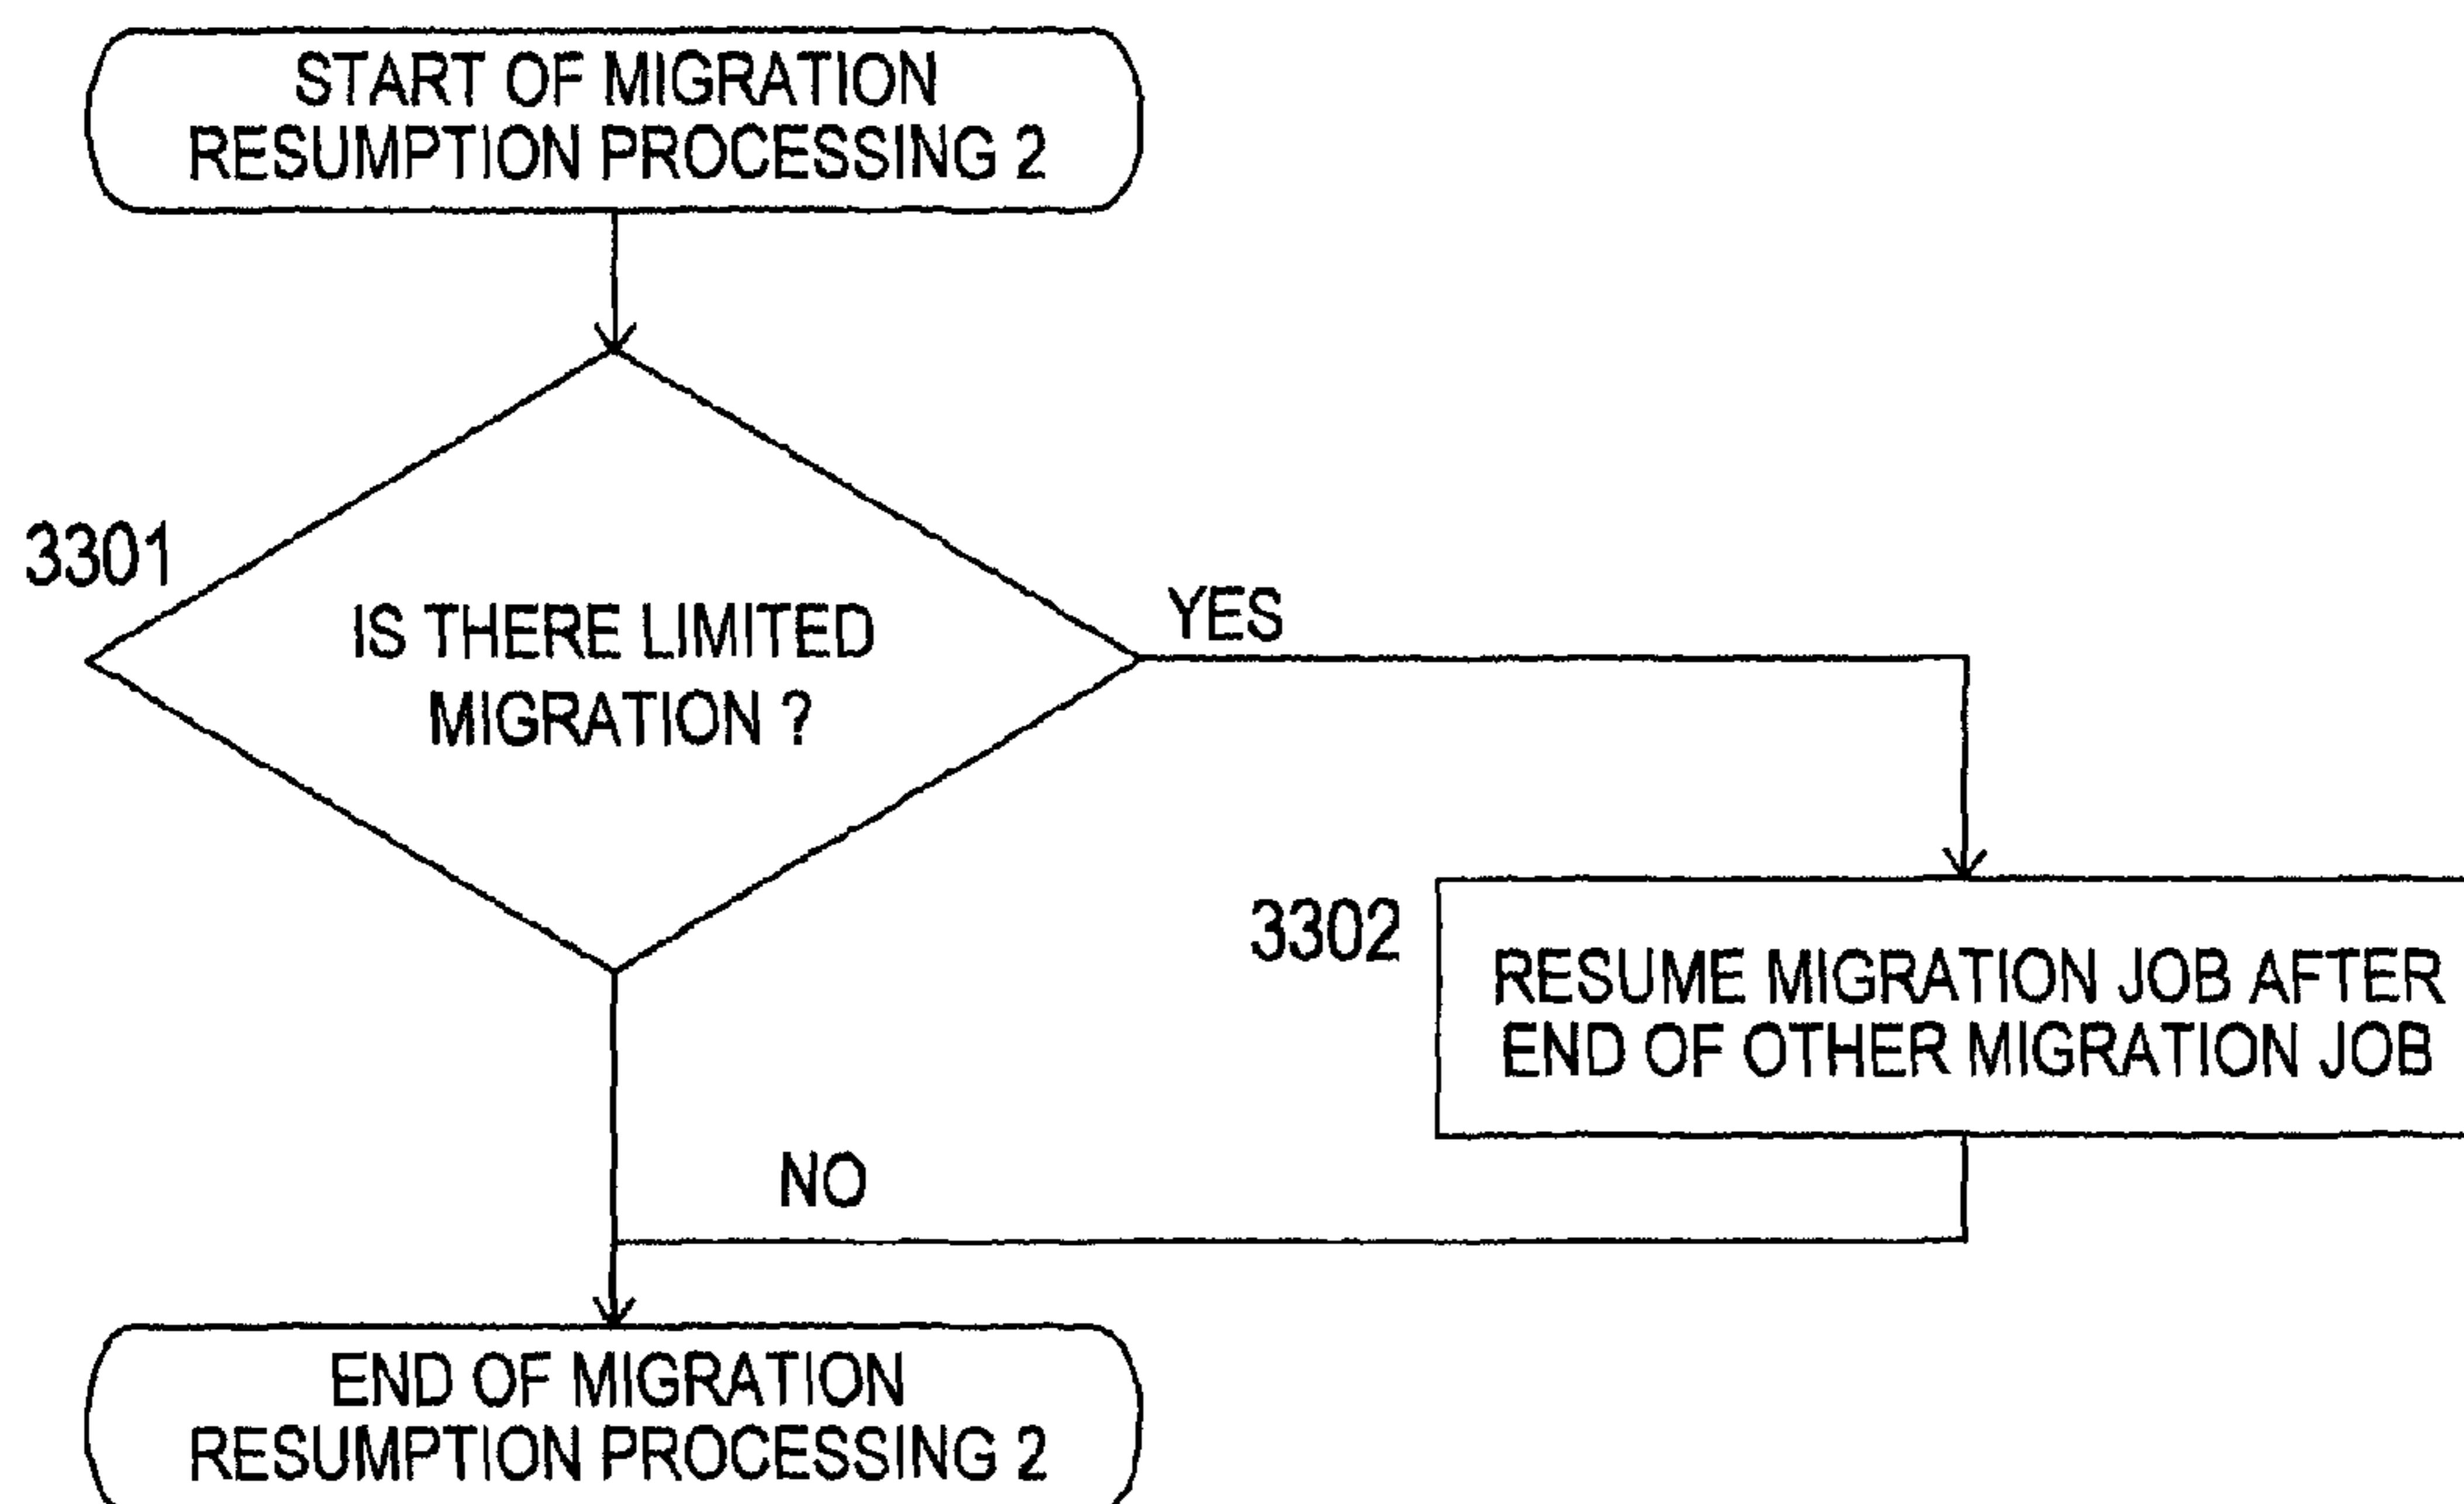 START OF MIGRATION
RESUMPTION PROCESSING 2
3301
IS THERE LIMITED
MIGRATION ?
YES
3302
RESUME MIGRATION JOB AFTER
END OF OTHER MIGRATION JOB
NO
END OF MIGRATION
RESUMPTION PROCESSING 2